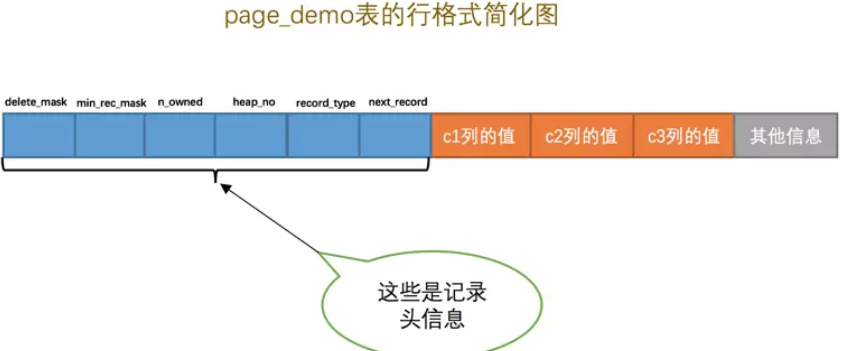 page_demo表的行格式简化图
delete_mask min_rec_mask n_owned heap_no record_type next_record
c1列的值 c2列的值 c3列的值 其他信息
这些是记录
头信息